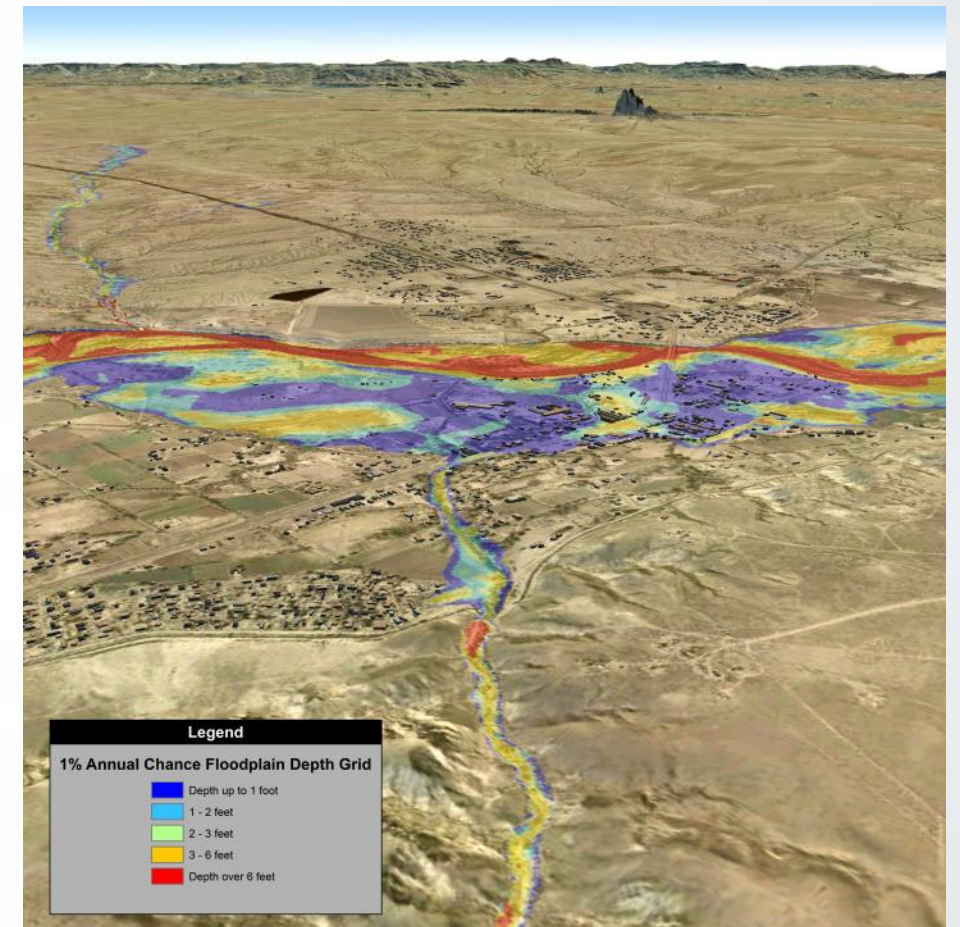 Legend
1% Annual Chance Floodplain Depth Grid
Depth up to 1 foot
1 - 2 feet
2 - 3 feet
3 - 6 feet
Depth over 6 feet